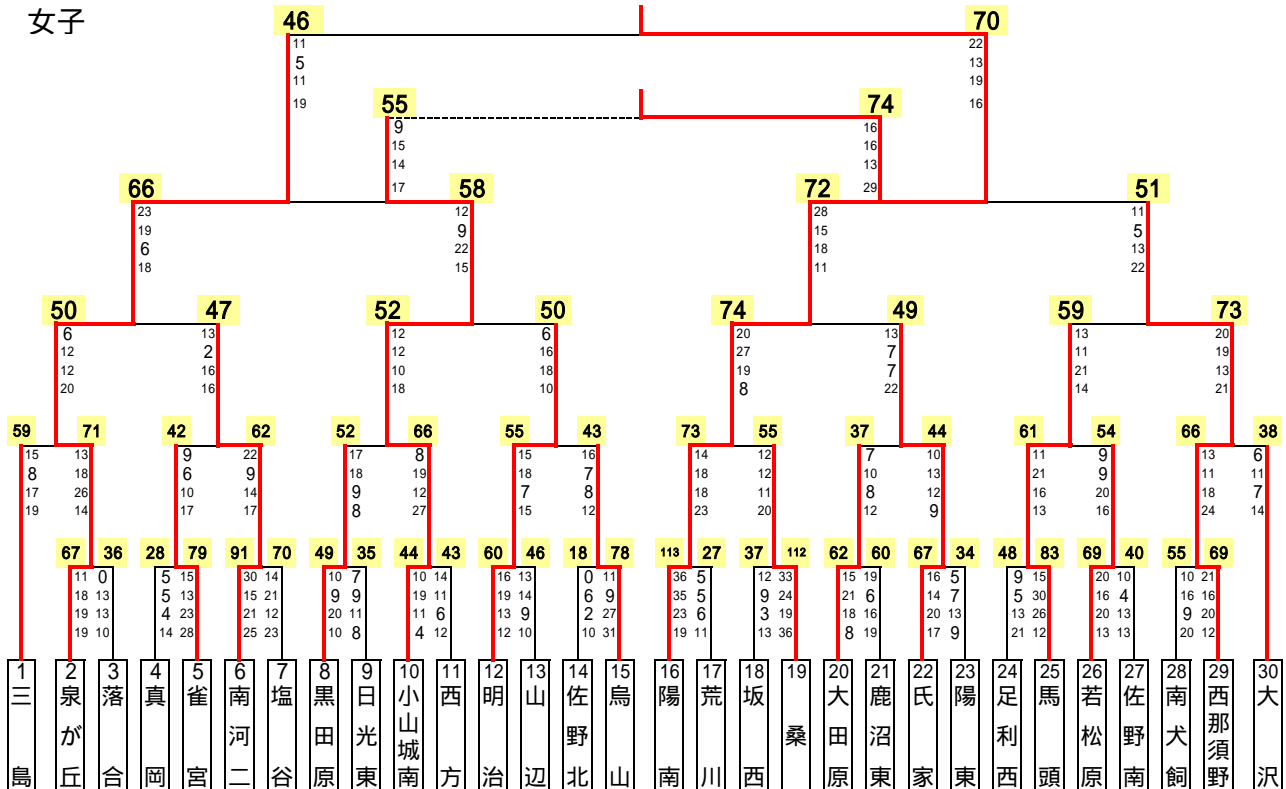 女子
46 70
11 22
5 13
11 19
19 16
55 74
9 16
15 16
14 13
17 29
66 58 72 51
23 12 28 11
19 9 15 5
6 22 18 13
18 15 11 22
50 47 52 50 74 49 59 73
6 13 12 6 20 13 13 20
12 2 12 16 27 7 11 19
12 16 10 18 19 7 21 13
20 16 18 10 8 22 14 21
59 71 42 62 52 66 55 43 73 55 37 44 61 54 66 38
15 13 9 22 17 8 15 16 14 12 7 10 11 9 13 6
8 18 6 9 18 19 18 7 18 12 10 13 21 9 11 11
17 26 10 14 9 12 7 8 18 11 8 12 16 20 18 7
19 14 17 17 8 27 15 12 23 20 12 9 13 16 24 14
67 36 28 79 91 70 49 35 44 43 60 46 18 78 113 27 37 112 62 60 67 34 48 83 69 40 55 69
11 0 5 15 30 14 10 7 10 14 16 13 0 11 36 5 12 33 15 19 16 5 9 15 20 10 10 21
18 13 5 13 15 21 9 9 19 11 19 14 6 9 35 5 9 24 21 6 14 7 5 30 16 4 16 16
19 13 4 23 21 12 20 11 11 6 13 9 2 27 23 6 3 19 18 16 20 13 13 26 20 13 9 20
19 10 14 28 25 23 10 8 4 12 12 10 10 31 19 11 13 36 8 19 17 9 21 12 13 13 20 12
1 三島
2 泉が丘
3 落合
4 真岡
5 雀宮
6 南河二
7 塩谷
8 黒田原
9 日光東
10 小山城南
11 西方
12 明治
13 山辺
14 佐野北
15 烏山
16 陽南
17 荒川
18 坂西
19 桑
20 大田原
21 鹿沼東
22 氏家
23 陽東
24 足利西
25 馬頭
26 若松原
27 佐野南
28 南犬飼
29 西那須野
30 大沢